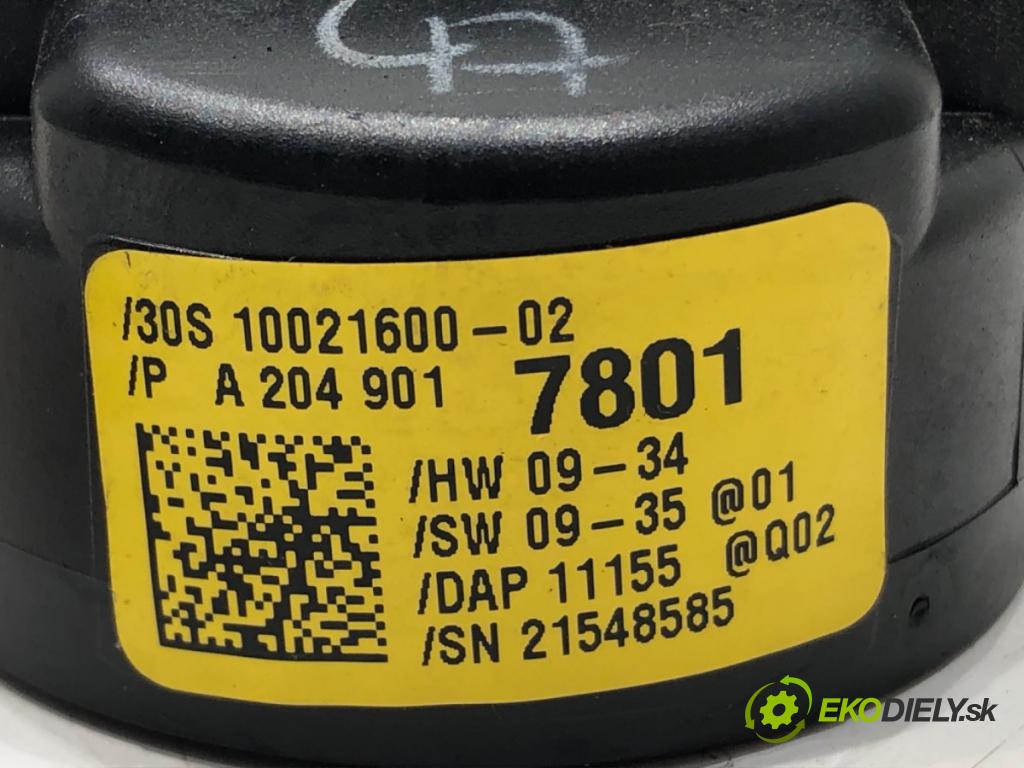 /30S 10021600-02
/P A 204 901 7801
/HW 09-34
/SW 09-35 @01
/DAP 11155 @Q02
/SN 21548585
EKODIELY.sk